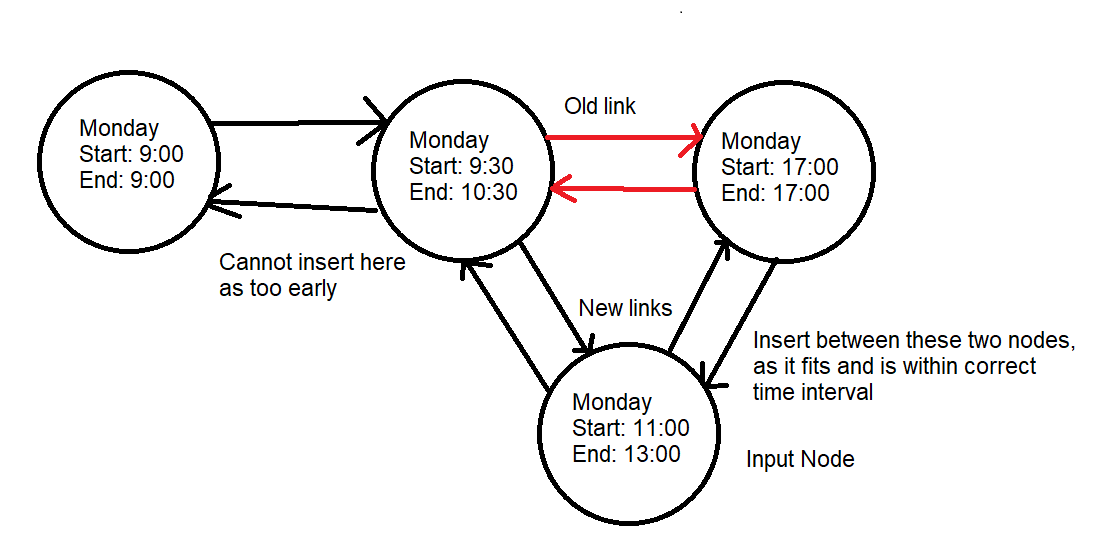 Monday
Start: 9:00
End: 9:00
Monday
Start: 9:30
End: 10:30
Old link
Monday
Start: 17:00
End: 17:00
Cannot insert here
as too early
New links
Insert between these two nodes,
as it fits and is within correct
time interval
Monday
Start: 11:00
End: 13:00
Input Node